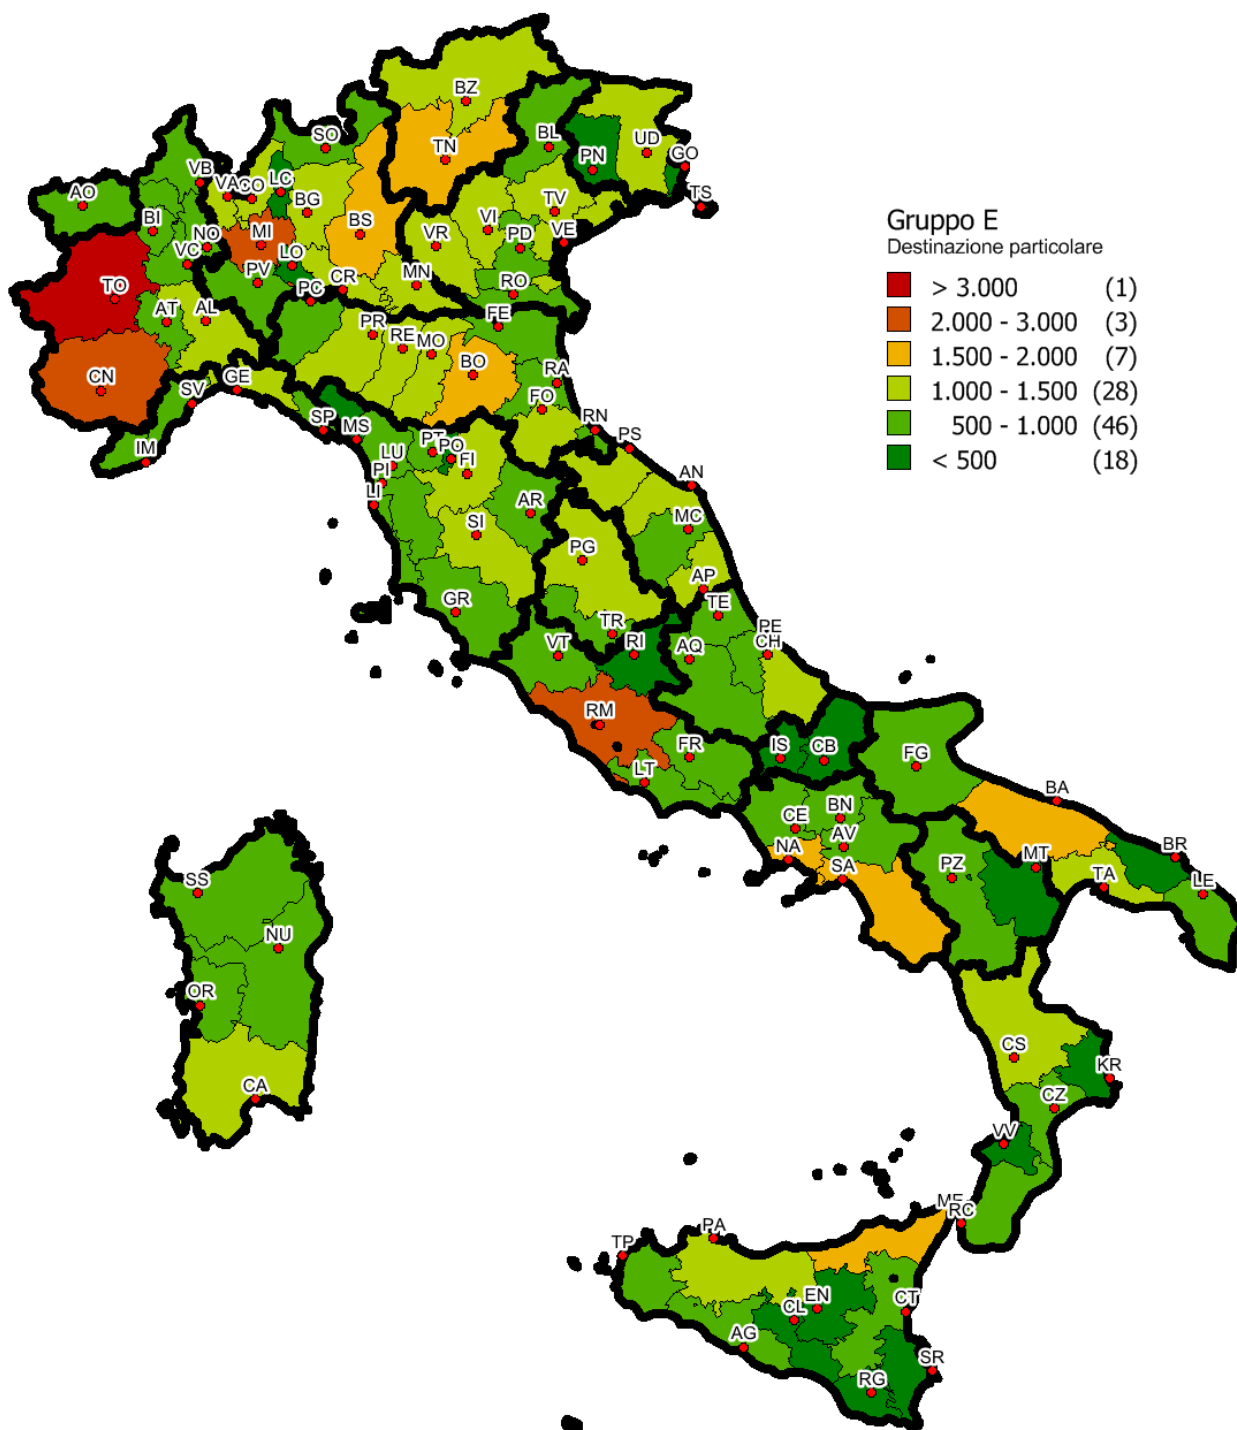 BZ
SO
BL
UD
TN
PN
GO
VB
LC
VA
CO
TS
AO
BG
TV
BI
BS
VI
NO
MI
VR
PD
VE
VC
LO
TO
PV
CR
MN
RO
PC
AT
AL
FE
PR
RE
MO
CN
GE
BO
RA
SV
FO
SP
MS
RN
IM
PT
PO
PS
LU
FI
PI
LI
AN
AR
SI
MC
PG
AP
GR
TE
TR
PE
VT
RI
AQ
CH
RM
FR
IS
CB
FG
LT
BA
CE
BN
AV
NA
BR
SA
PZ
MT
TA
LE
SS
NU
OR
CS
CA
KR
CZ
VV
ME
RC
PA
TP
EN
CT
CL
AG
SR
RG
Gruppo E
Destinazione particolare
> 3.000 (1)
2.000 - 3.000 (3)
1.500 - 2.000 (7)
1.000 - 1.500 (28)
500 - 1.000 (46)
< 500 (18)